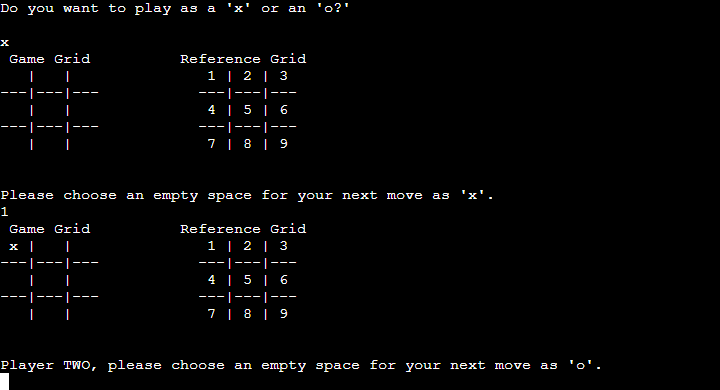 Do you want to play as a 'x' or an 'o?'
x
 Game Grid          Reference Grid
   |   |               1 | 2 | 3
---|---|---           ---|---|---
   |   |               4 | 5 | 6
---|---|---           ---|---|---
   |   |               7 | 8 | 9
Please choose an empty space for your next move as 'x'.
1
 Game Grid          Reference Grid
 x |   |               1 | 2 | 3
---|---|---           ---|---|---
   |   |               4 | 5 | 6
---|---|---           ---|---|---
   |   |               7 | 8 | 9
Player TWO, please choose an empty space for your next move as 'o'.